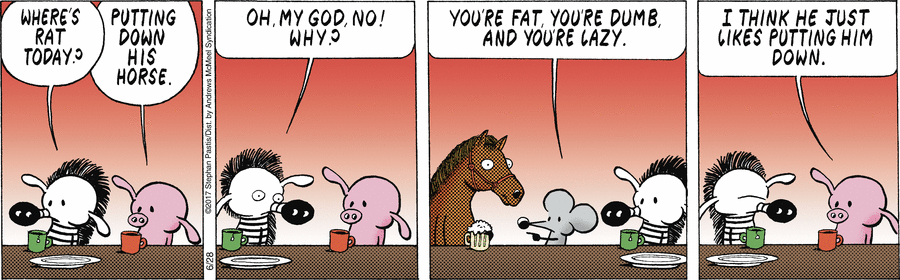 WHERE'S
RAT
TODAY?
PUTTING
DOWN
HIS
HORSE.
©2017 Stephan Pastis/Dist. by Andrews McMeel Syndication
6/28
OH, MY GOD, NO!
WHY?
YOU'RE FAT, YOU'RE DUMB,
AND YOU'RE LAZY.
I THINK HE JUST
LIKES PUTTING HIM
DOWN.